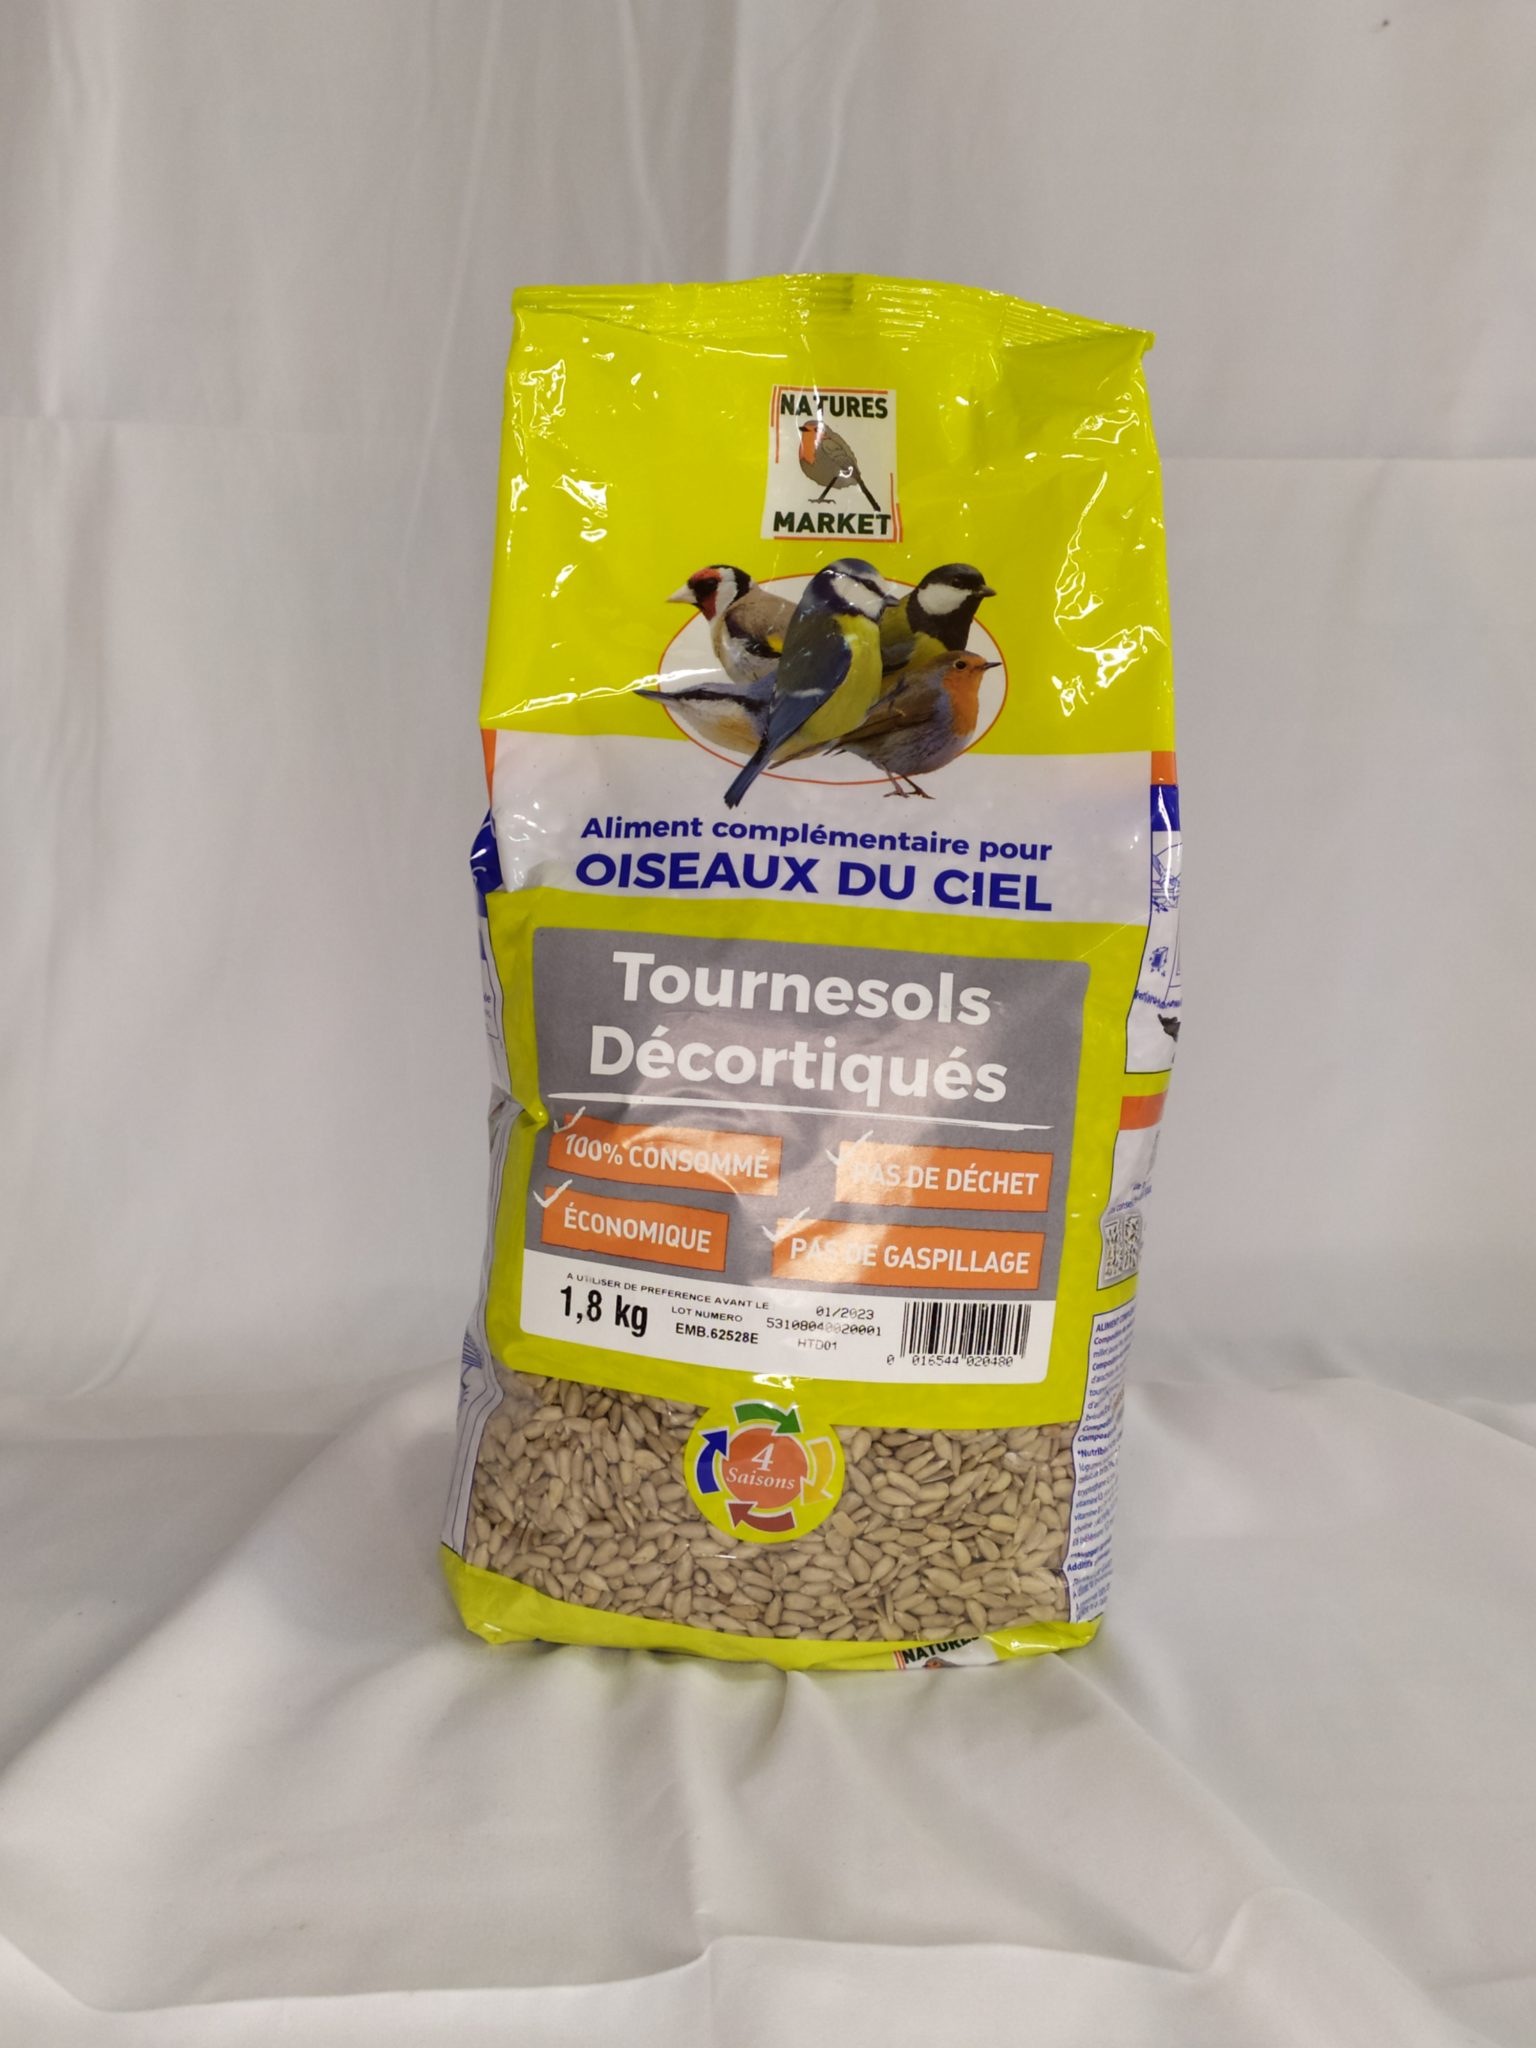 NATURES
MARKET
Aliment complémentaire pour
OISEAUX DU CIEL
Tournesols
Décortiqués
100% CONSOMMÉ
PAS DE DÉCHET
ÉCONOMIQUE
PAS DE GASPILLAGE
A UTILISER DE PREFERENCE AVANT LE 01/2023
1,8 kg
LOT NUMERO 53108040020001
EMB.62528E HTD01
0 016544 020480
4
Saisons
NATURES